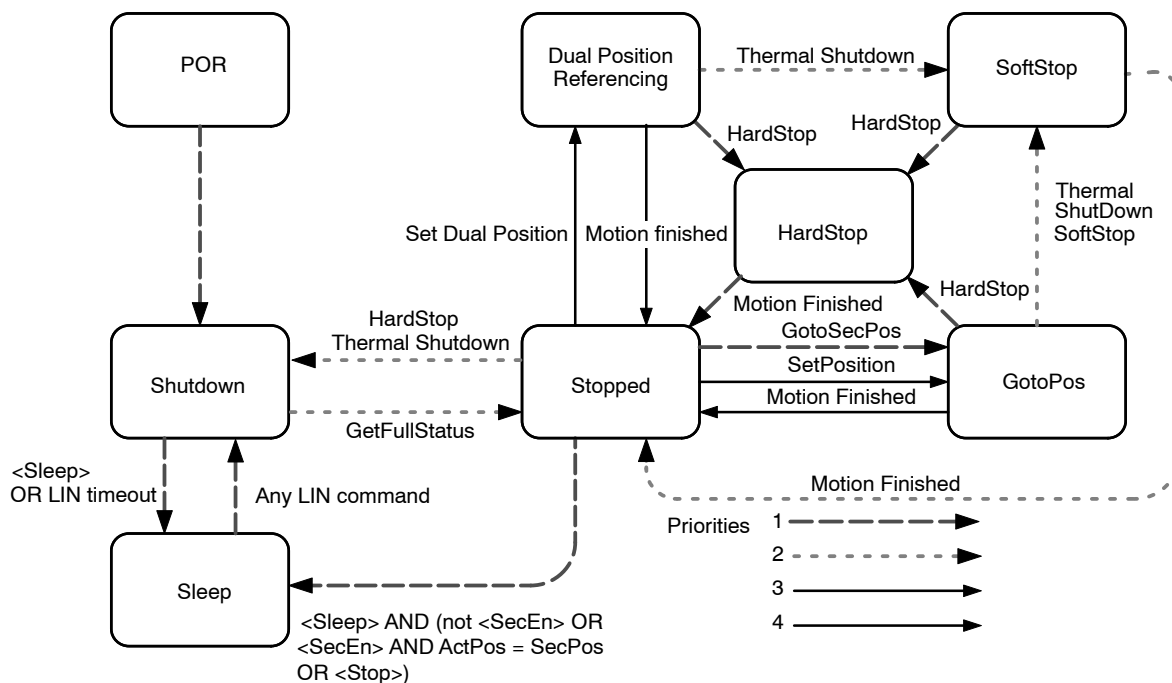 POR
Dual Position
Referencing
Thermal Shutdown
SoftStop
HardStop
HardStop
Thermal
ShutDown
SoftStop
Set Dual Position
Motion finished
HardStop
HardStop
Motion Finished
HardStop
Thermal Shutdown
GotoSecPos
Shutdown
Stopped
SetPosition
GotoPos
Motion Finished
GetFullStatus
<Sleep>
OR LIN timeout
Any LIN command
Motion Finished
Priorities
1
2
3
4
Sleep
<Sleep> AND (not <SecEn> OR
<SecEn> AND ActPos = SecPos
OR <Stop>)